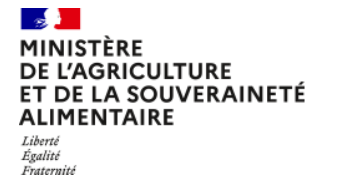 MINISTÈRE
DE L'AGRICULTURE
ET DE LA SOUVERAINETÉ
ALIMENTAIRE
Liberté
Égalité
Fraternité